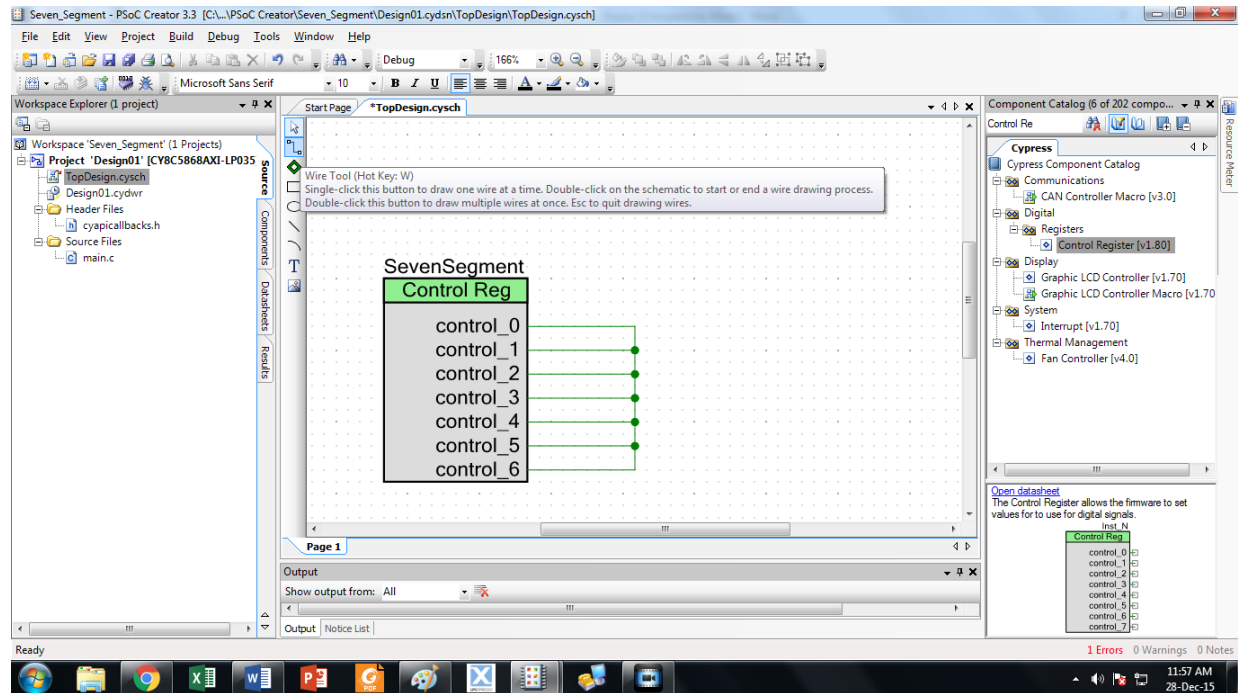 Seven_Segment - PSoC Creator 3.3 [C:\...\PSoC Creator\Seven_Segment\Design01.cydsn\TopDesign\TopDesign.cysch]
File Edit View Project Build Debug Tools Window Help
Debug 166%
Microsoft Sans Serif 10 B I U A
Workspace Explorer (1 project)
Workspace 'Seven_Segment' (1 Projects)
Project 'Design01' [CY8C5868AXI-LP035
TopDesign.cysch
Design01.cydwr
Header Files
cyapicallbacks.h
Source Files
main.c
Source
Components
Datasheets
Results
Start Page *TopDesign.cysch
Wire Tool (Hot Key: W)
Single-click this button to draw one wire at a time. Double-click on the schematic to start or end a wire drawing process.
Double-click this button to draw multiple wires at once. Esc to quit drawing wires.
T
SevenSegment
Control Reg
control_0
control_1
control_2
control_3
control_4
control_5
control_6
Page 1
Output
Show output from: All
Output Notice List
Component Catalog (6 of 202 compo...
Control Re
Cypress
Cypress Component Catalog
Communications
CAN Controller Macro [v3.0]
Digital
Registers
Control Register [v1.80]
Display
Graphic LCD Controller [v1.70]
Graphic LCD Controller Macro [v1.70
System
Interrupt [v1.70]
Thermal Management
Fan Controller [v4.0]
Resource Meter
Open datasheet
The Control Register allows the firmware to set
values for to use for digital signals.
Inst_N
Control Reg
control_0
control_1
control_2
control_3
control_4
control_5
control_6
control_7
Ready
1 Errors 0 Warnings 0 Notes
PDF
11:57 AM
28-Dec-15